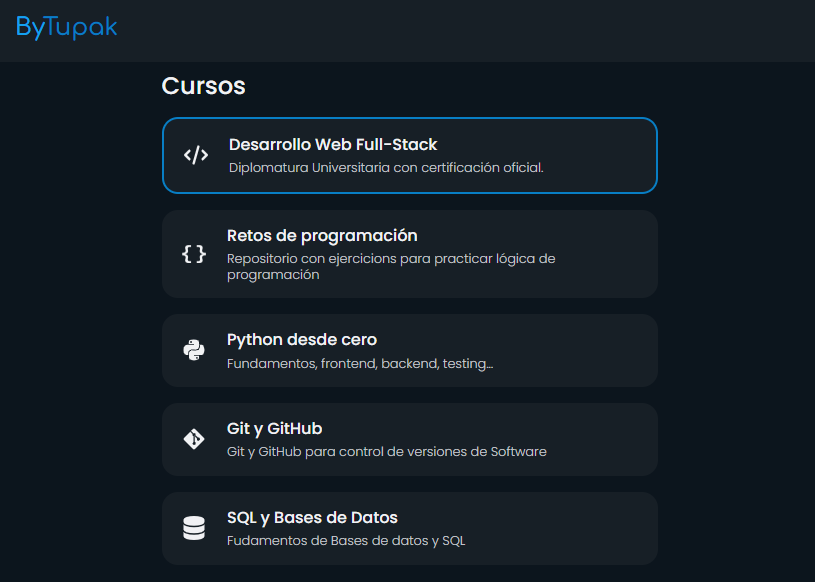 ByTupak
Cursos
Desarrollo Web Full-Stack
Diplomatura Universitaria con certificación oficial.
Retos de programación
Repositorio con ejercicions para practicar lógica de
programación
Python desde cero
Fundamentos, frontend, backend, testing...
Git y GitHub
Git y GitHub para control de versiones de Software
SQL y Bases de Datos
Fudamentos de Bases de datos y SQL